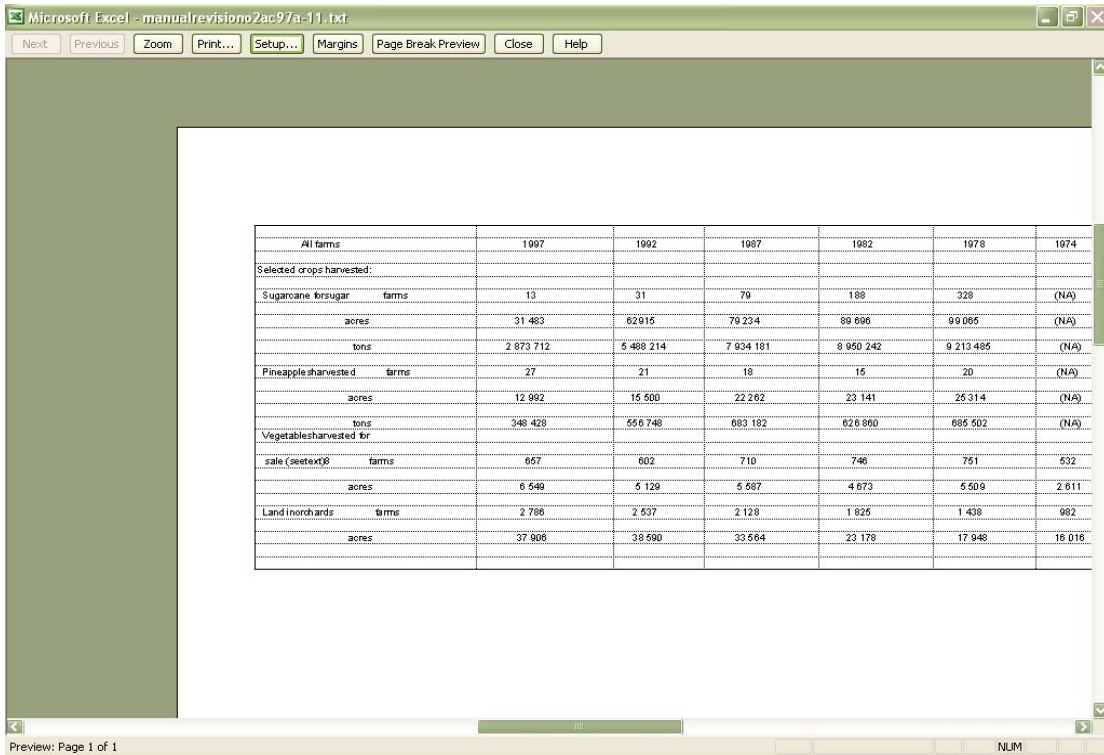 Microsoft Excel - manualrevisiono2ac97a-11.txt
Next Previous Zoom Print... Setup... Margins Page Break Preview Close Help
All farms 1997 1992 1987 1982 1978 1974
Selected crops harvested:
Sugarcane forsugar farms 13 31 79 188 328 (NA)
acres 31 483 62915 79 234 89 696 99 065 (NA)
tons 2 873 712 5 488 214 7 934 181 8 950 242 9 213 485 (NA)
Pineapplesharvested farms 27 21 18 15 20 (NA)
acres 12 992 15 500 22 262 23 141 25 314 (NA)
tons 348 428 556 748 683 182 626 860 685 502 (NA)
Vegetablesharvested for
sale (seetext)8 farms 657 602 710 746 751 532
acres 6 549 5 129 5 587 4 673 5 509 2 611
Land inorchards farms 2 786 2 537 2 128 1 825 1 438 982
acres 37 906 38 590 33 564 23 178 17 948 16 016
Preview: Page 1 of 1 NUM